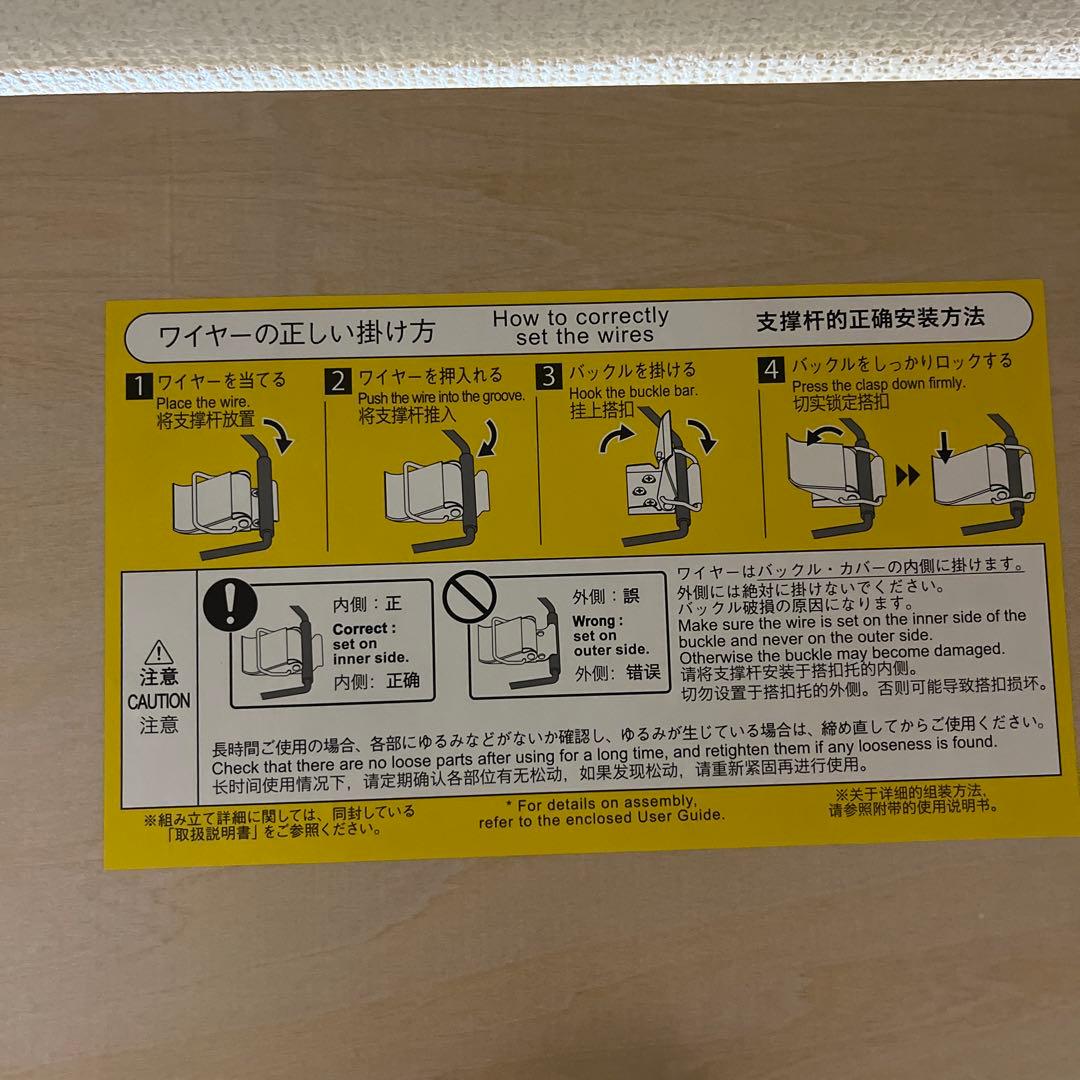 ワイヤーの正しい掛け方
How to correctly
set the wires
支撑杆的正确安装方法
1 ワイヤーを当てる
Place the wire.
将支撑杆放置
2 ワイヤーを押入れる
Push the wire into the groove.
将支撑杆推入
3 バックルを掛ける
Hook the buckle bar.
挂上搭扣
4 バックルをしっかりロックする
Press the clasp down firmly.
切实锁定搭扣
注意
CAUTION
注意
内側：正
Correct :
set on
inner side.
内侧：正确
外側：誤
Wrong :
set on
outer side.
外侧：错误
ワイヤーはバックル・カバーの内側に掛けます。
外側には絶対に掛けないでください。
バックル破損の原因になります。
Make sure the wire is set on the inner side of the
buckle and never on the outer side.
Otherwise the buckle may become damaged.
请将支撑杆安装于搭扣托的内侧。
切勿设置于搭扣托的外侧。否则可能导致搭扣损坏。
長時間ご使用の場合、各部にゆるみなどがないか確認し、ゆるみが生じている場合は、締め直してからご使用ください。
Check that there are no loose parts after using for a long time, and retighten them if any looseness is found.
长时间使用情况下，请定期确认各部位有无松动，如果发现松动，请重新紧固再进行使用。
※組み立て詳細に関しては、同封している
「取扱説明書」をご参照ください。
* For details on assembly,
refer to the enclosed User Guide.
※关于详细的组装方法，
请参照附带的使用说明书。